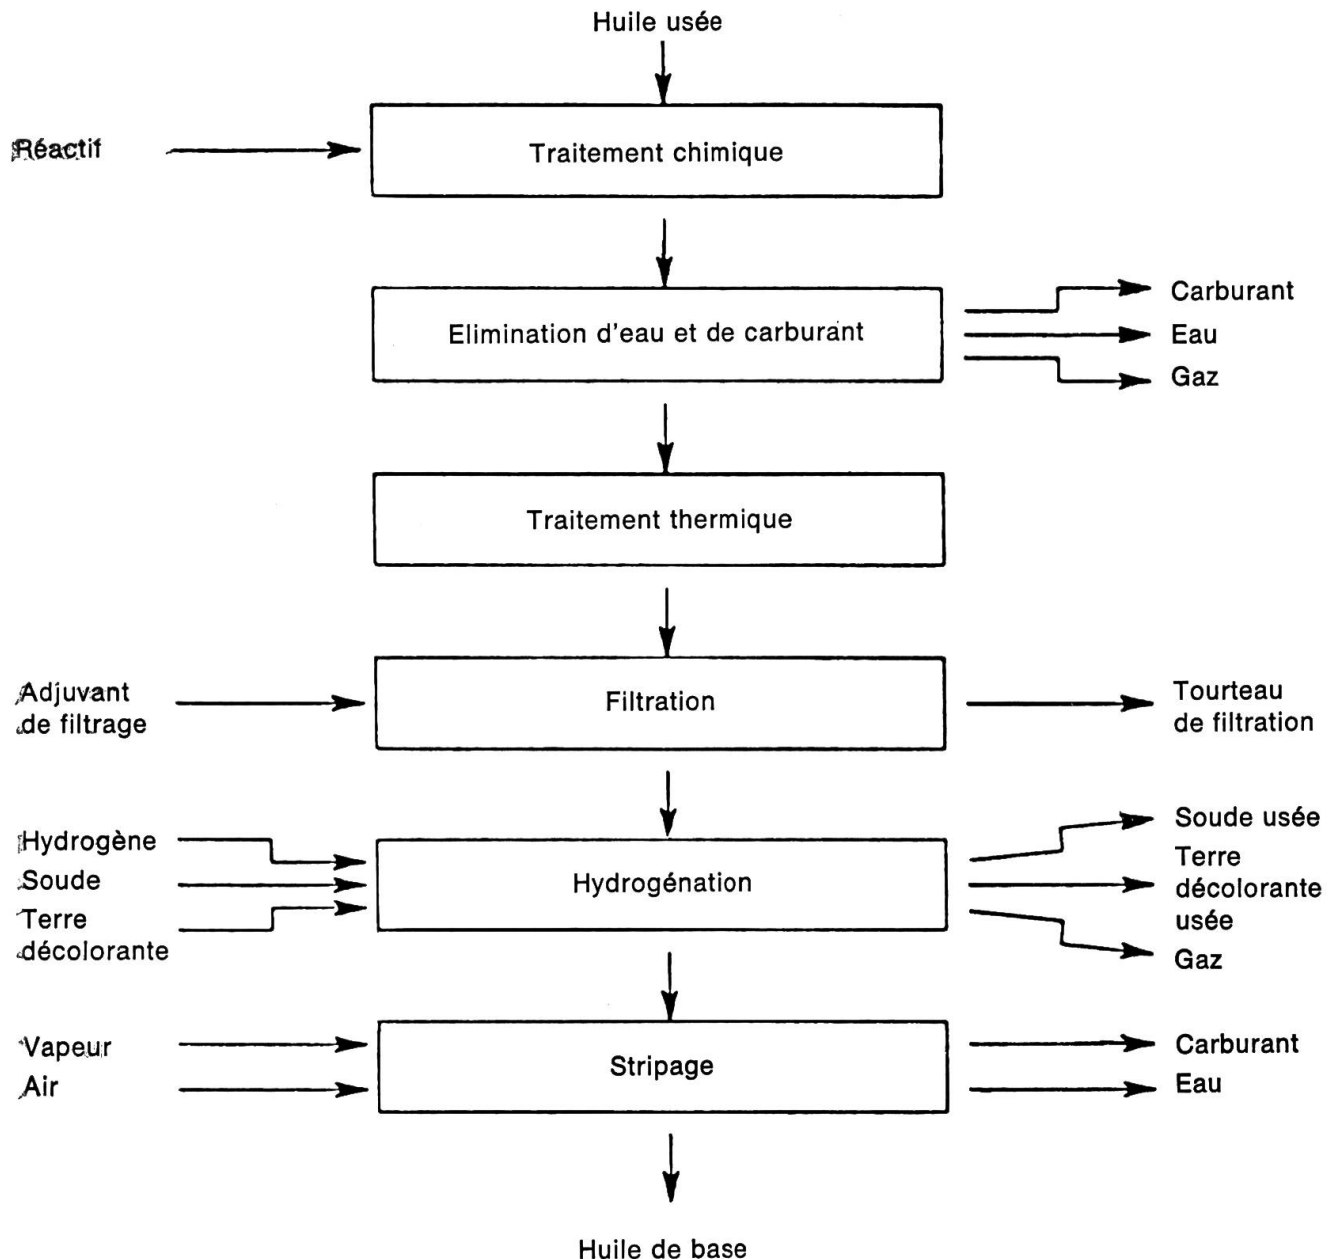 Huile usée
Réactif
Traitement chimique
Elimination d'eau et de carburant
Carburant
Eau
Gaz
Traitement thermique
Adjuvant
de filtrage
Filtration
Tourteau
de filtration
Hydrogène
Soude
Terre
décolorante
Hydrogénation
Soude usée
Terre
décolorante
usée
Gaz
Vapeur
Air
Stripage
Carburant
Eau
Huile de base